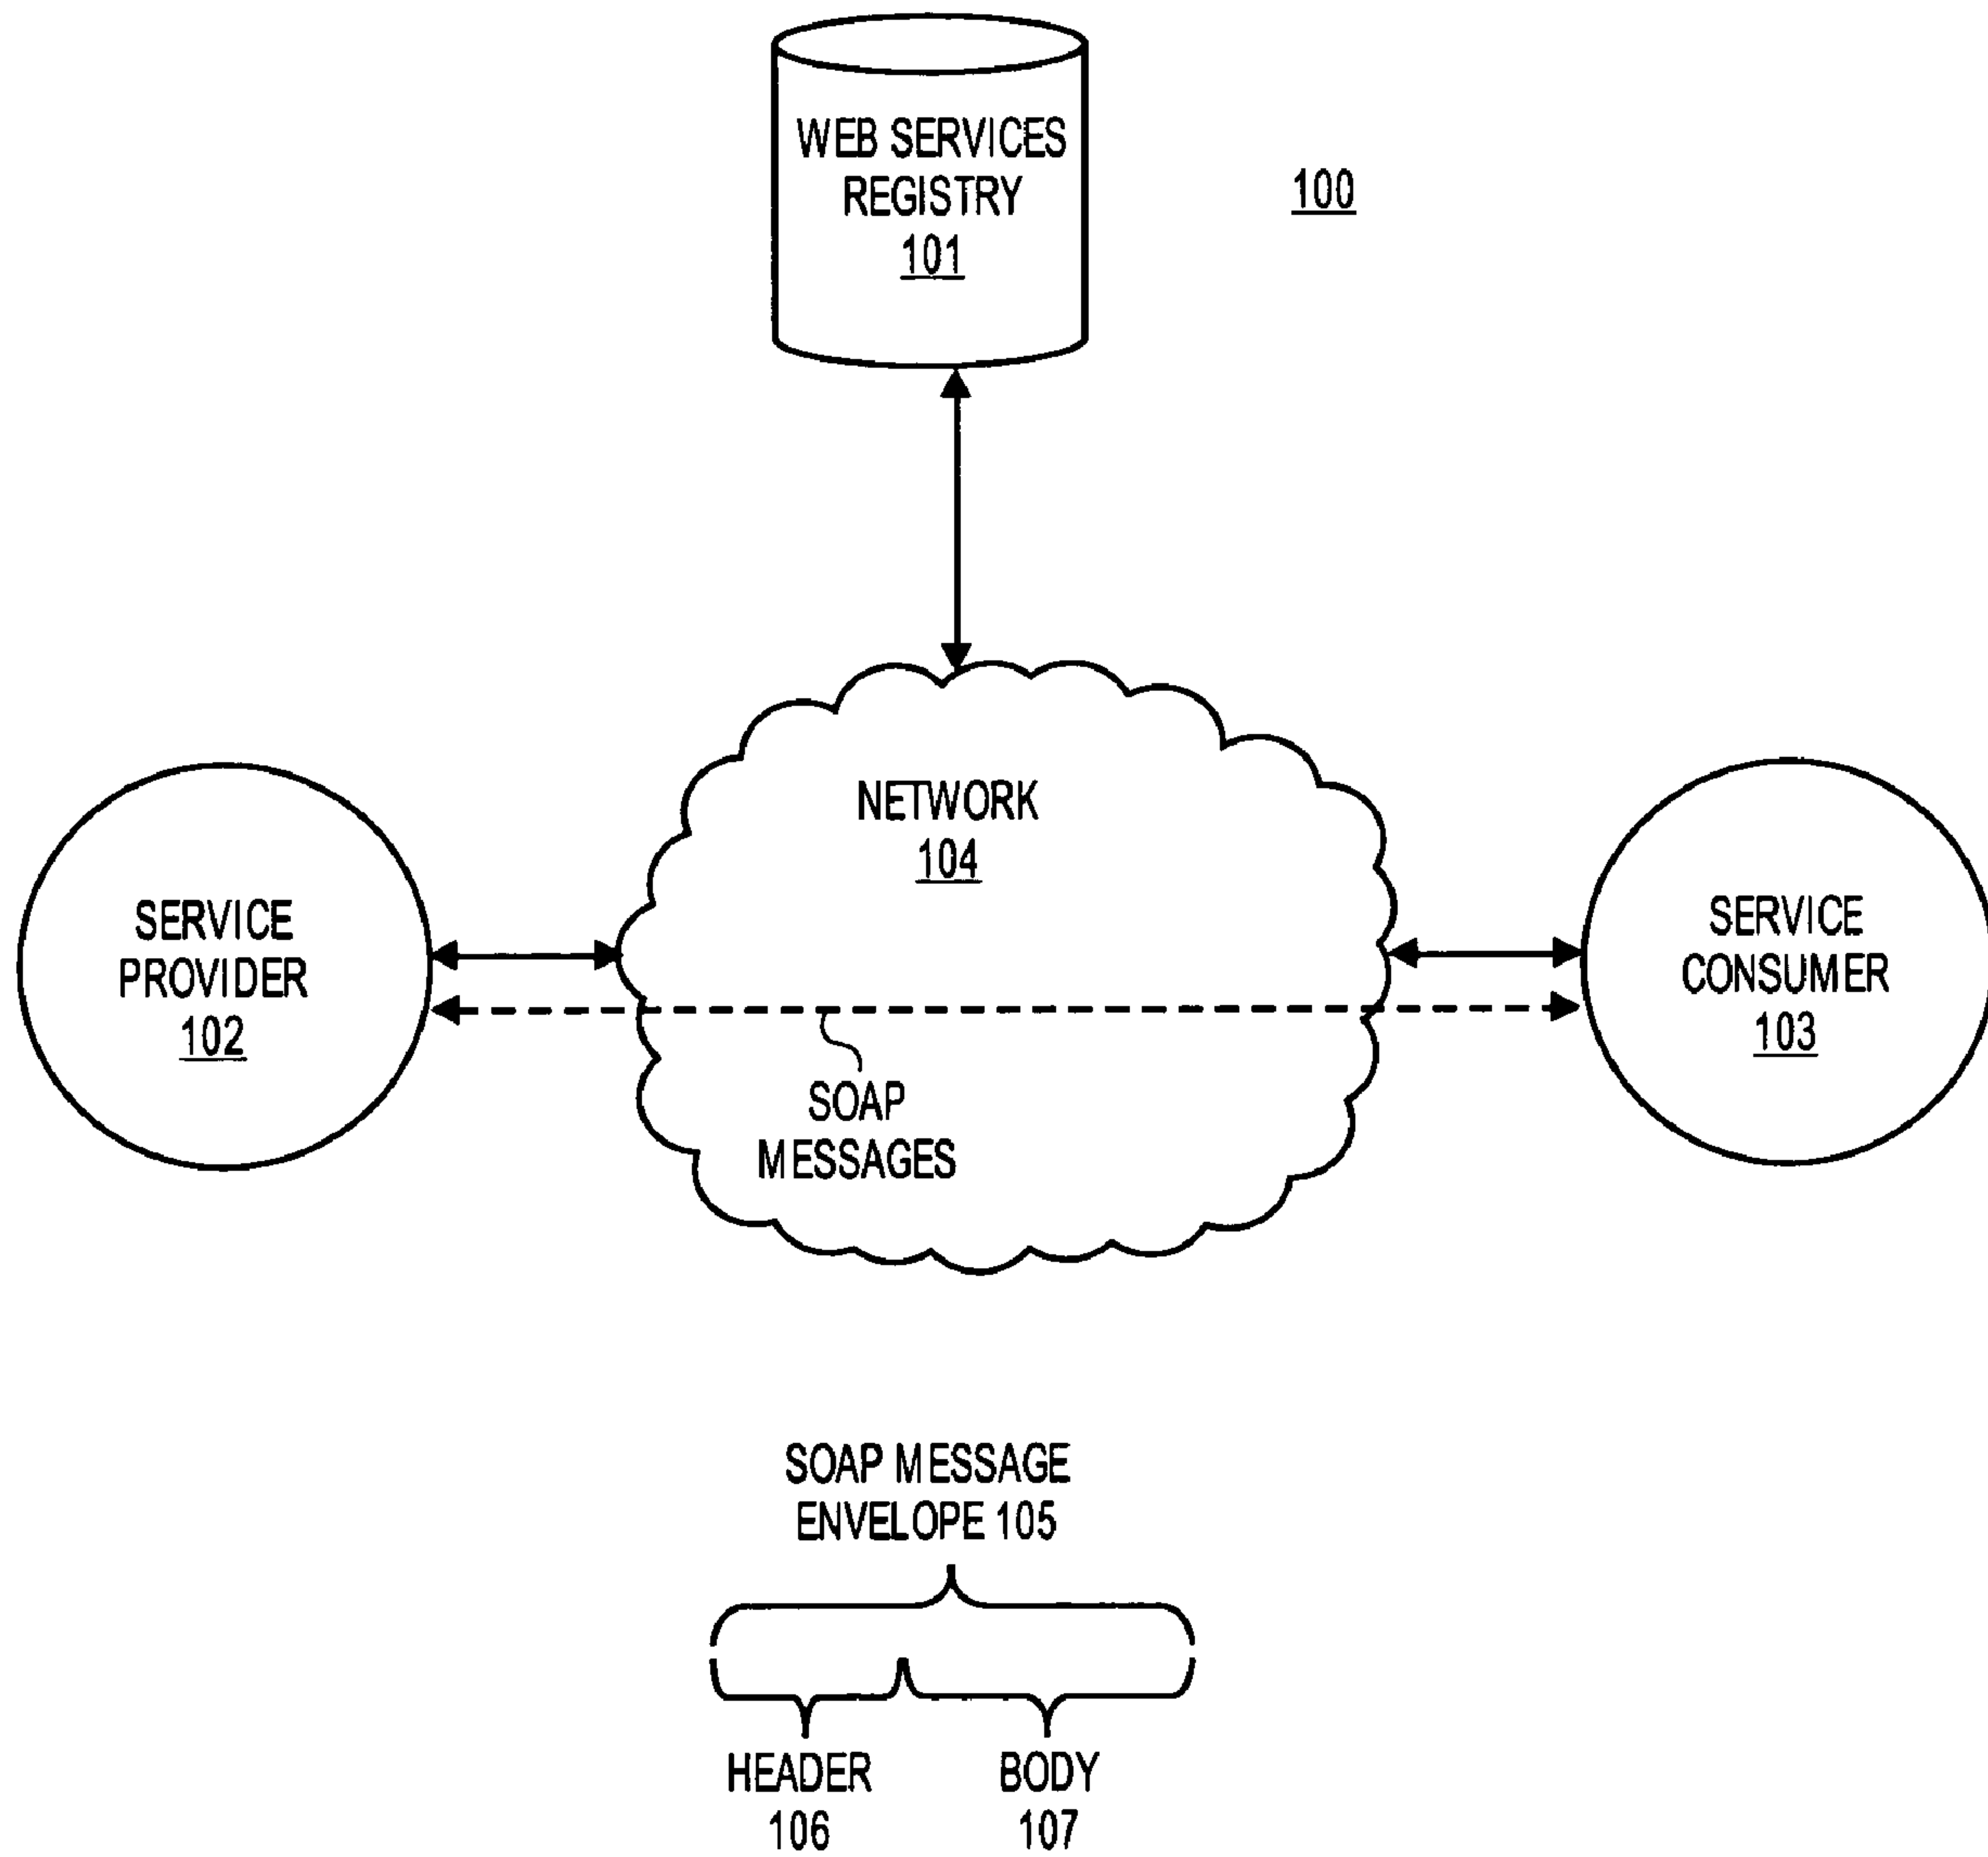 WEB SERVICES
REGISTRY
101
100
NETWORK
104
SERVICE
PROVIDER
102
SERVICE
CONSUMER
103
SOAP
MESSAGES
SOAP MESSAGE
ENVELOPE 105
HEADER
106
BODY
107